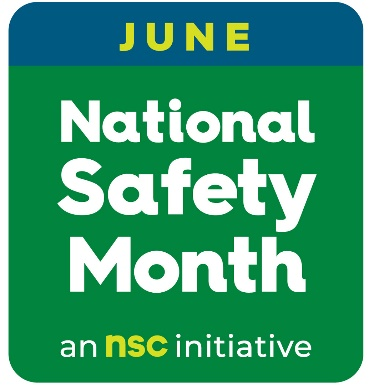 JUNE
National
Safety
Month
an nsc initiative